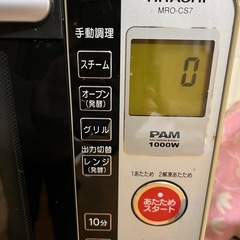 HITACHI
MRO-CS7
手動調理
スチーム
オーブン
(発酵)
グリル
出力切替
レンジ
(発酵)
10分
0
PAM
1000W
1あたため 2解凍あたため
あたため
スタート